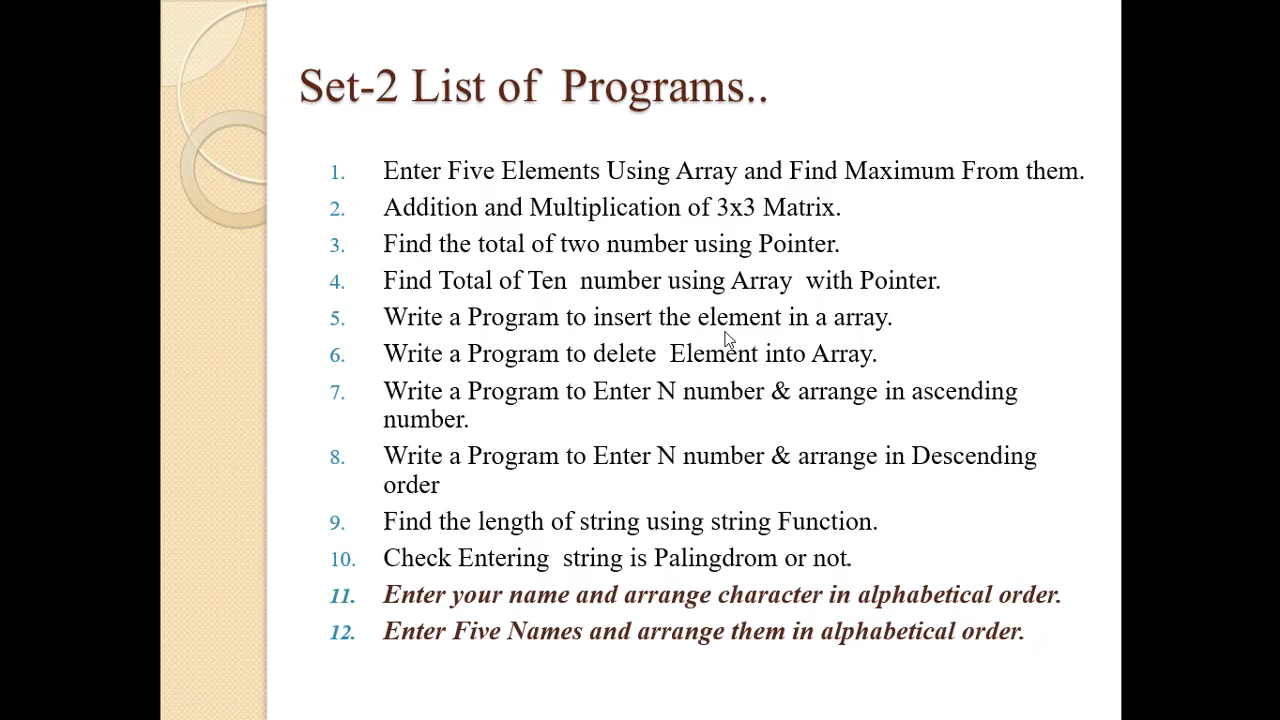 Set-2 List of  Programs..
1. Enter Five Elements Using Array and Find Maximum From them.
2. Addition and Multiplication of 3x3 Matrix.
3. Find the total of two number using Pointer.
4. Find Total of Ten  number using Array  with Pointer.
5. Write a Program to insert the element in a array.
6. Write a Program to delete  Element into Array.
7. Write a Program to Enter N number & arrange in ascending
number.
8. Write a Program to Enter N number & arrange in Descending
order
9. Find the length of string using string Function.
10. Check Entering  string is Palingdrom or not.
11. Enter your name and arrange character in alphabetical order.
12. Enter Five Names and arrange them in alphabetical order.